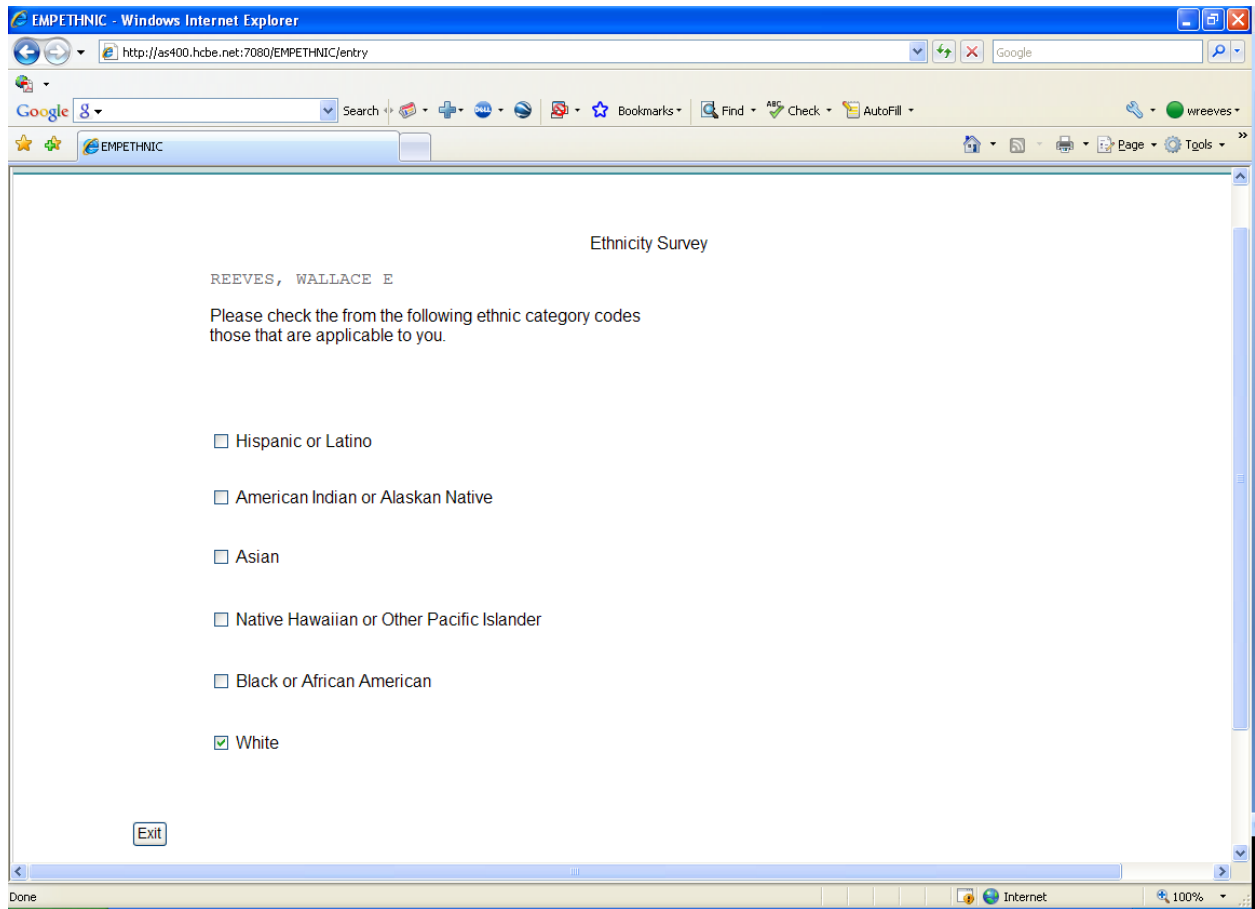 EMPETHNIC - Windows Internet Explorer
http://as400.hcbe.net:7080/EMPETHNIC/entry
Google
Google
Search
Bookmarks
Find
ABC
Check
AutoFill
wreeves
EMPETHNIC
Page
Tools
Ethnicity Survey
REEVES, WALLACE E
Please check the from the following ethnic category codes
those that are applicable to you.
Hispanic or Latino
American Indian or Alaskan Native
Asian
Native Hawaiian or Other Pacific Islander
Black or African American
White
Exit
Done
Internet
100%